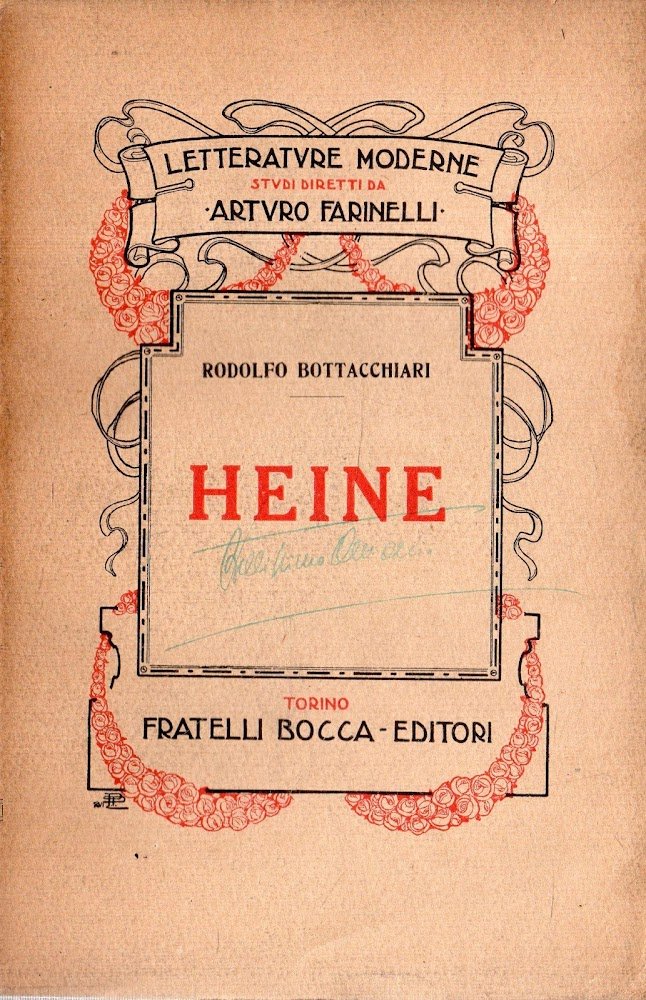 LETTERATVRE MODERNE
STVDI DIRETTI DA
·ARTVRO FARINELLI·
RODOLFO BOTTACCHIARI
HEINE
TORINO
FRATELLI BOCCA-EDITORI